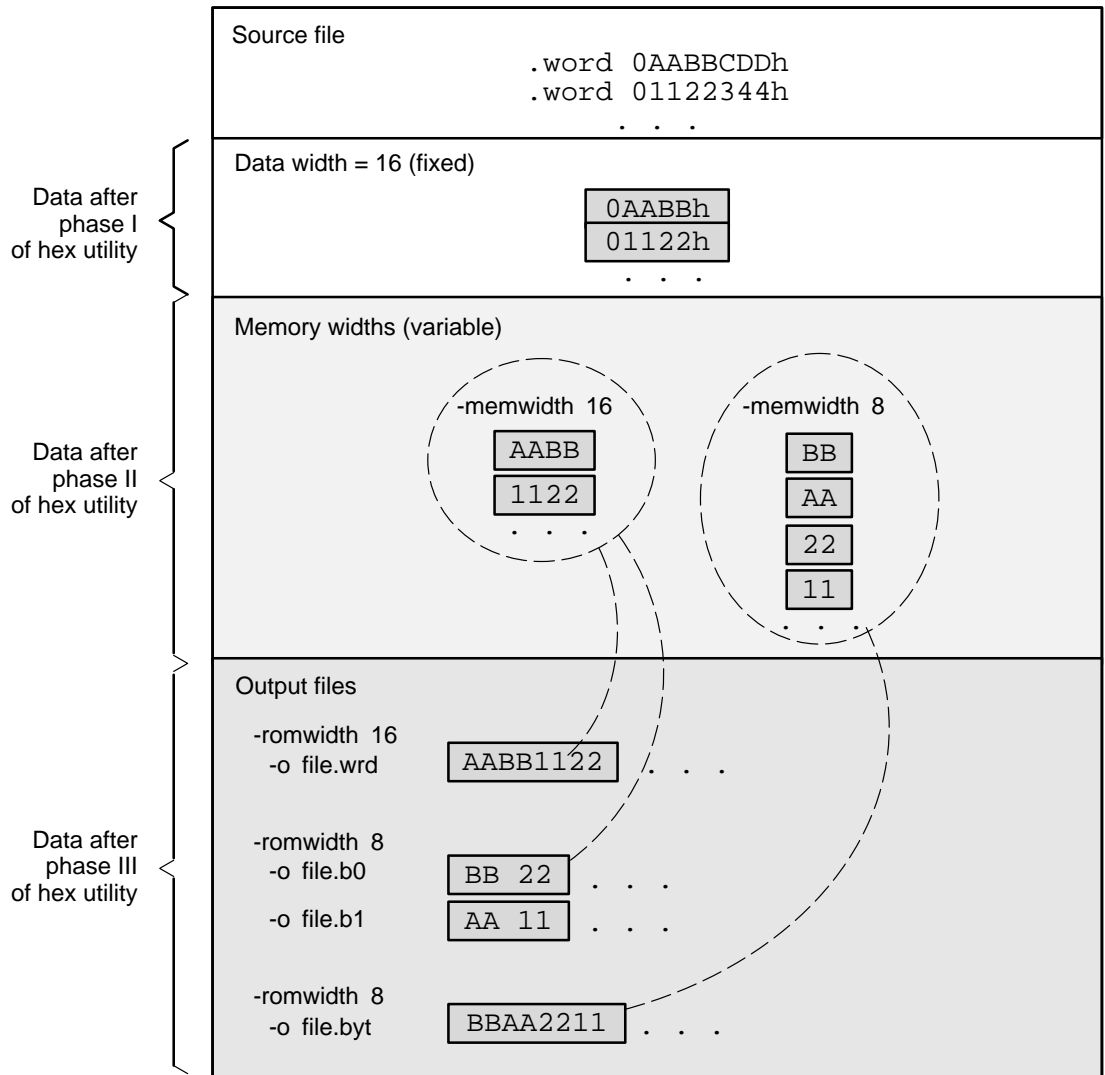 Source file
.word 0AABBCDDh
.word 01122344h
. . .
Data after
phase I
of hex utility
Data width = 16 (fixed)
0AABBh
01122h
. . .
Data after
phase II
of hex utility
Memory widths (variable)
-memwidth 16
AABB
1122
. . .
-memwidth 8
BB
AA
22
11
. . .
Data after
phase III
of hex utility
Output files
-romwidth 16
-o file.wrd AABB1122 . . .
-romwidth 8
-o file.b0 BB 22 . . .
-o file.b1 AA 11 . . .
-romwidth 8
-o file.byt BBAA2211 . . .